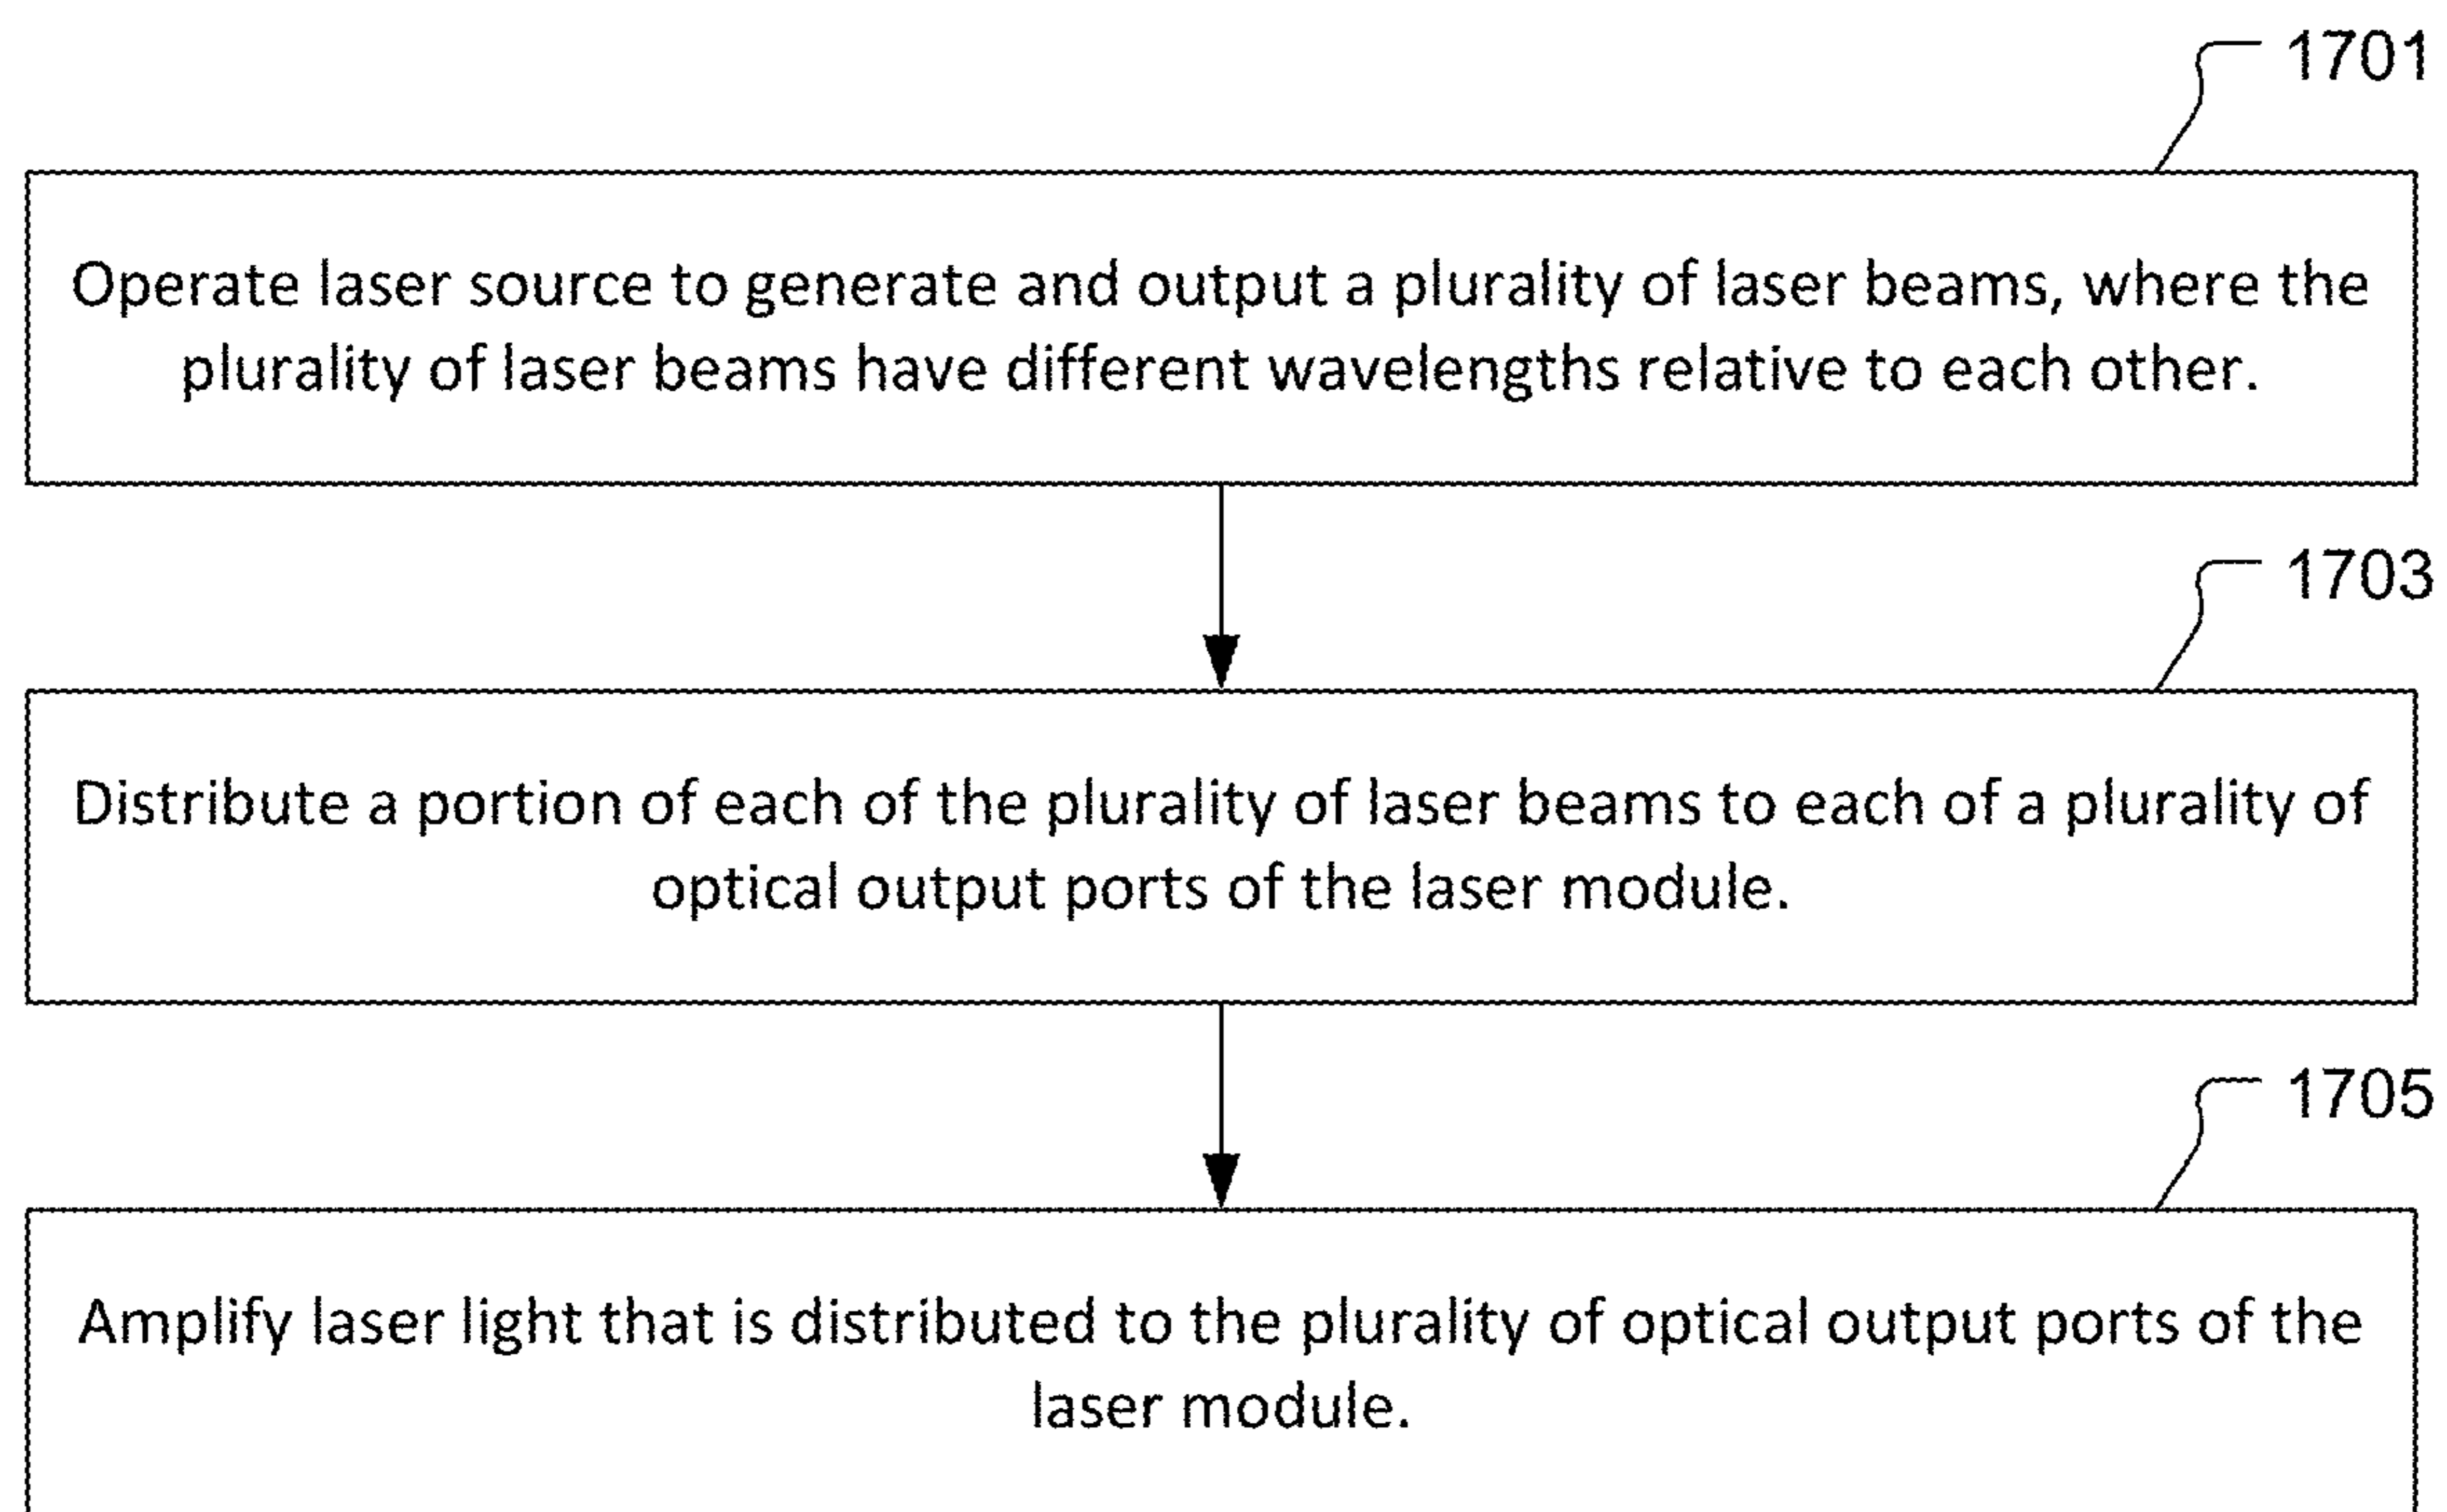 1701
Operate laser source to generate and output a plurality of laser beams, where the
plurality of laser beams have different wavelengths relative to each other.
1703
Distribute a portion of each of the plurality of laser beams to each of a plurality of
optical output ports of the laser module.
1705
Amplify laser light that is distributed to the plurality of optical output ports of the
laser module.